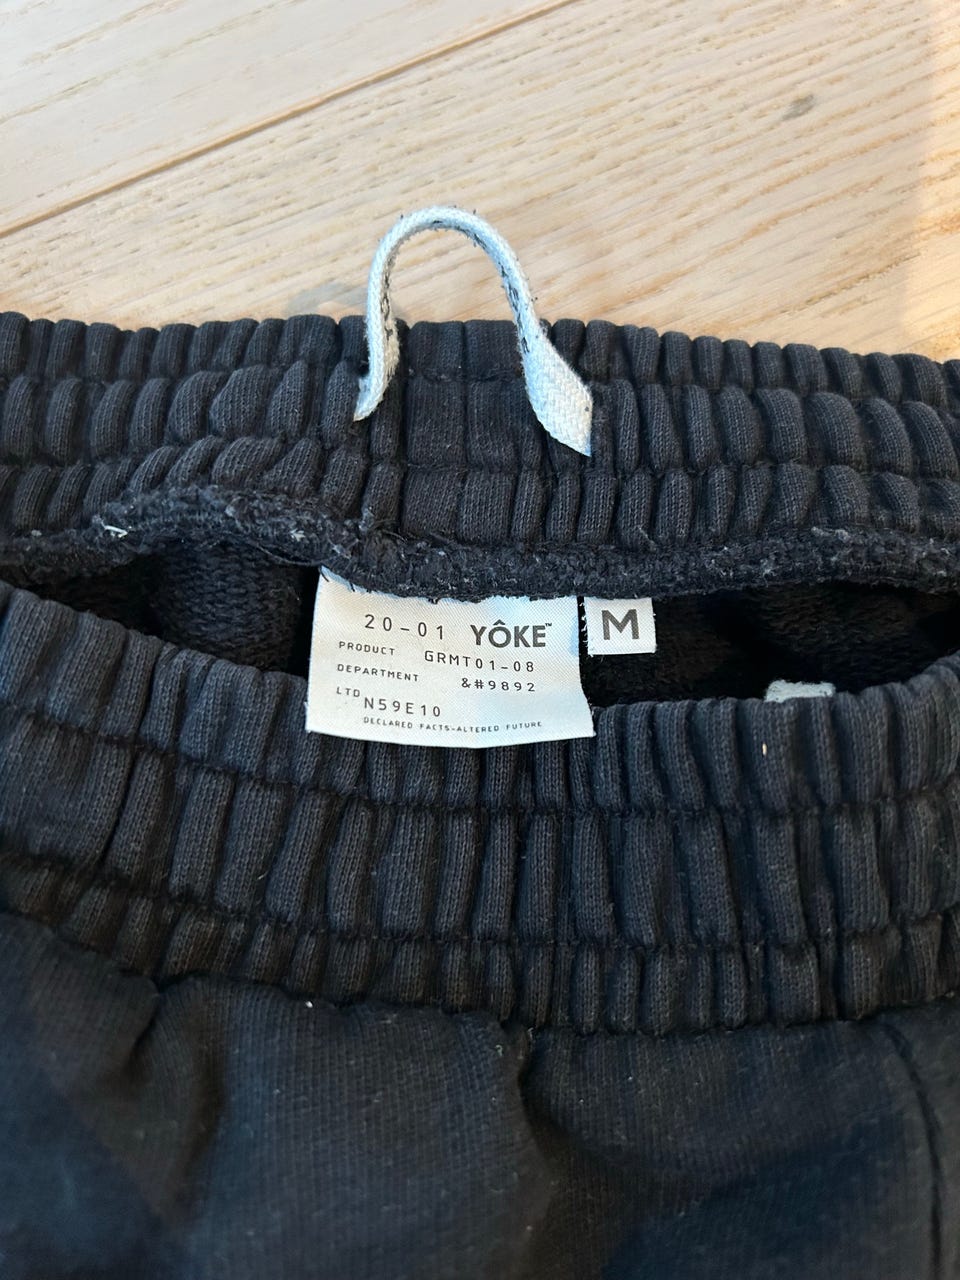 20-01 YÔKE™
M
PRODUCT GRMT01-08
DEPARTMENT &#9892
LTD N59E10
DECLARED FACTS-ALTERED FUTURE